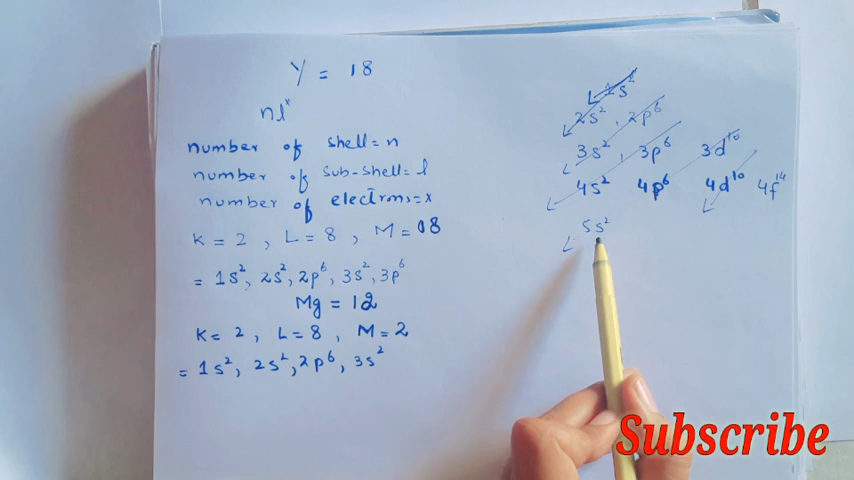 Y = 18
nlˣ
number of shell = n
number of sub-shell = l
number of electrons = x
K = 2 , L = 8 , M = 08
= 1s², 2s², 2p⁶, 3s², 3p⁶
Mg = 12
K = 2 , L = 8 , M = 2
= 1s², 2s², 2p⁶, 3s²
2s² , 2p⁶
3s² , 3p⁶ 3d¹⁰
4s² 4p⁶ 4d¹⁰ 4f¹⁴
5s²
Subscribe